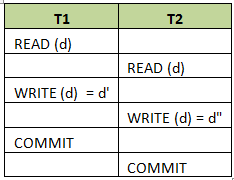 T1 T2
READ (d)
READ (d)
WRITE (d) = d'
WRITE (d) = d"
COMMIT
COMMIT